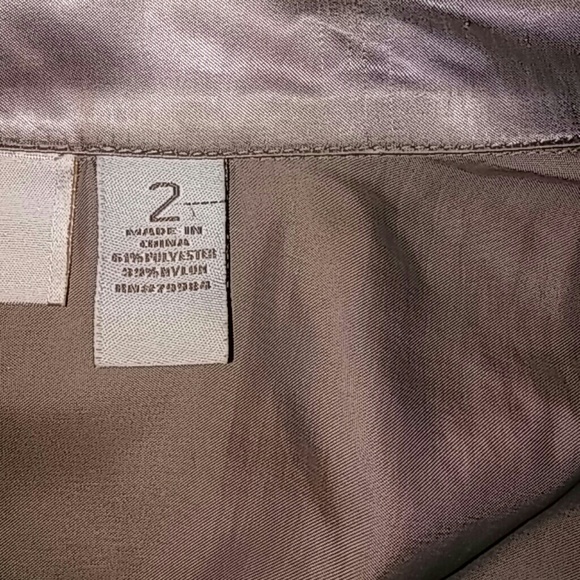 2
MADE IN
CHINA
61% POLYESTER
39% NYLON